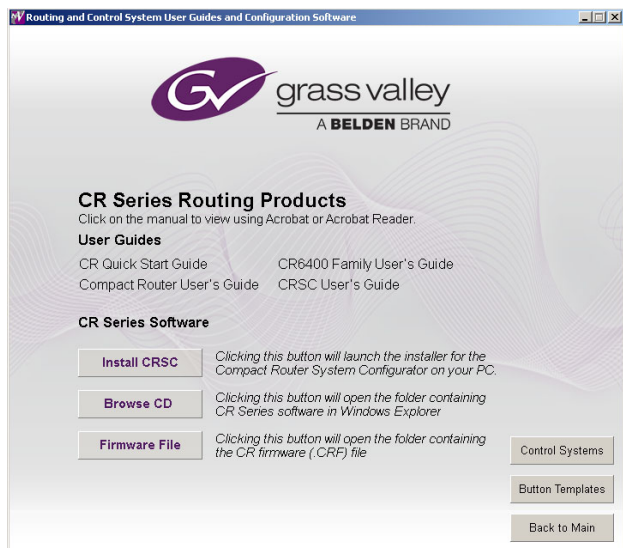 Routing and Control System User Guides and Configuration Software
GV
grass valley
A BELDEN BRAND
CR Series Routing Products
Click on the manual to view using Acrobat or Acrobat Reader.
User Guides
CR Quick Start Guide
CR6400 Family User's Guide
Compact Router User's Guide
CRSC User's Guide
CR Series Software
Install CRSC
Clicking this button will launch the installer for the
Compact Router System Configurator on your PC.
Browse CD
Clicking this button will open the folder containing
CR Series software in Windows Explorer
Firmware File
Clicking this button will open the folder containing
the CR firmware (.CRF) file
Control Systems
Button Templates
Back to Main